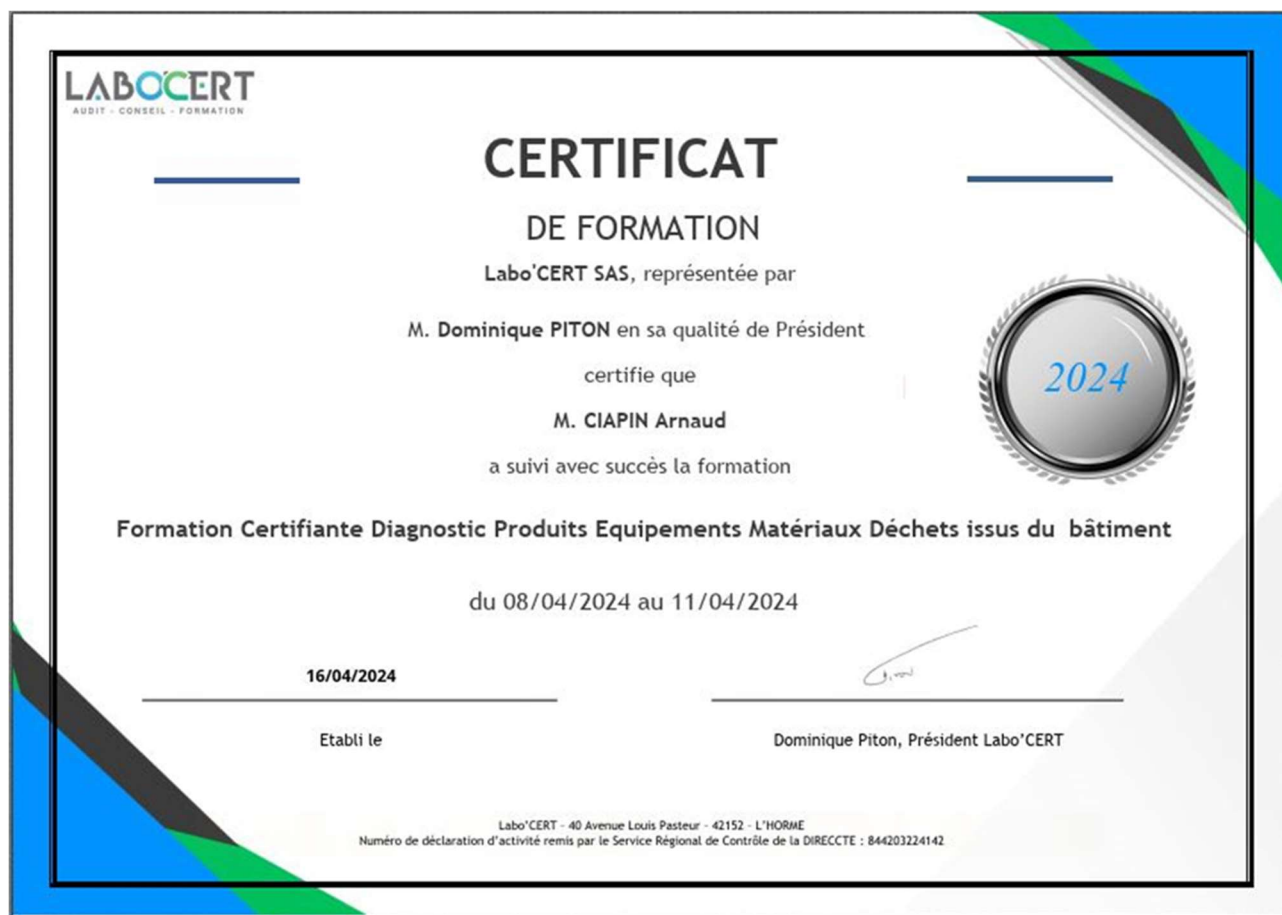 LABO'CERT
AUDIT - CONSEIL - FORMATION
CERTIFICAT
DE FORMATION
Labo'CERT SAS, représentée par
M. Dominique PITON en sa qualité de Président
certifie que
M. CIAPIN Arnaud
a suivi avec succès la formation
2024
Formation Certifiante Diagnostic Produits Equipements Matériaux Déchets issus du bâtiment
du 08/04/2024 au 11/04/2024
16/04/2024
Etabli le
Dominique Piton, Président Labo’CERT
Labo’CERT - 40 Avenue Louis Pasteur - 42152 - L’HORME
Numéro de déclaration d’activité remis par le Service Régional de Contrôle de la DIRECCTE : 844203224142